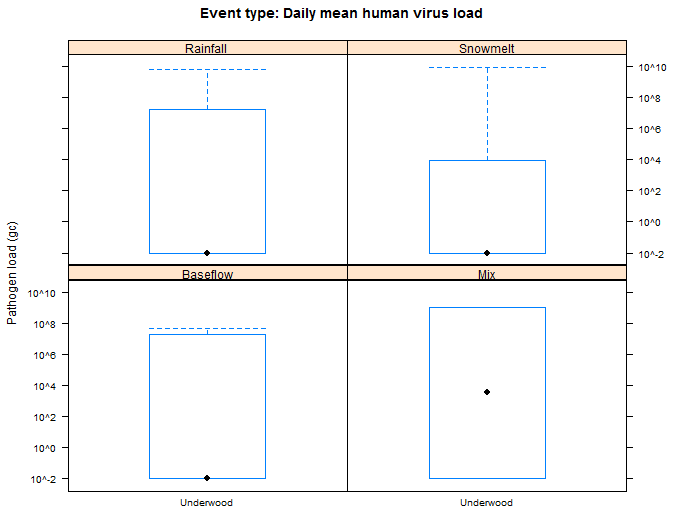 Event type: Daily mean human virus load
Rainfall
Snowmelt
10^10
10^8
10^6
10^4
10^2
10^0
10^-2
Pathogen load (gc)
Baseflow
Mix
10^10
10^8
10^6
10^4
10^2
10^0
10^-2
Underwood
Underwood